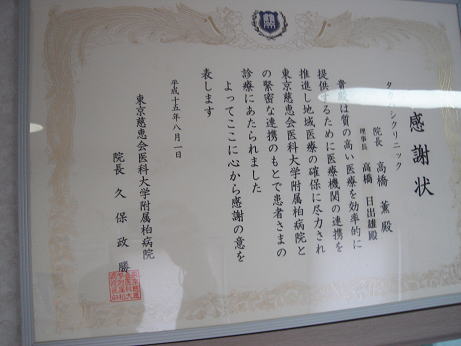 感謝状
クリニック
院長 高橋 薫 殿
理事長 高橋 日出雄殿
貴院は質の高い医療を効率的に
提供するために医療機関の連携を
推進し地域医療の確保に尽力され
東京慈恵会医科大学附属柏病院と
の緊密な連携のもとで患者さまの
診療にあたられました
よってここに心から感謝の意を
表します
平成十五年八月一日
東京慈恵会医科大学附属柏病院
院長 久保政勝